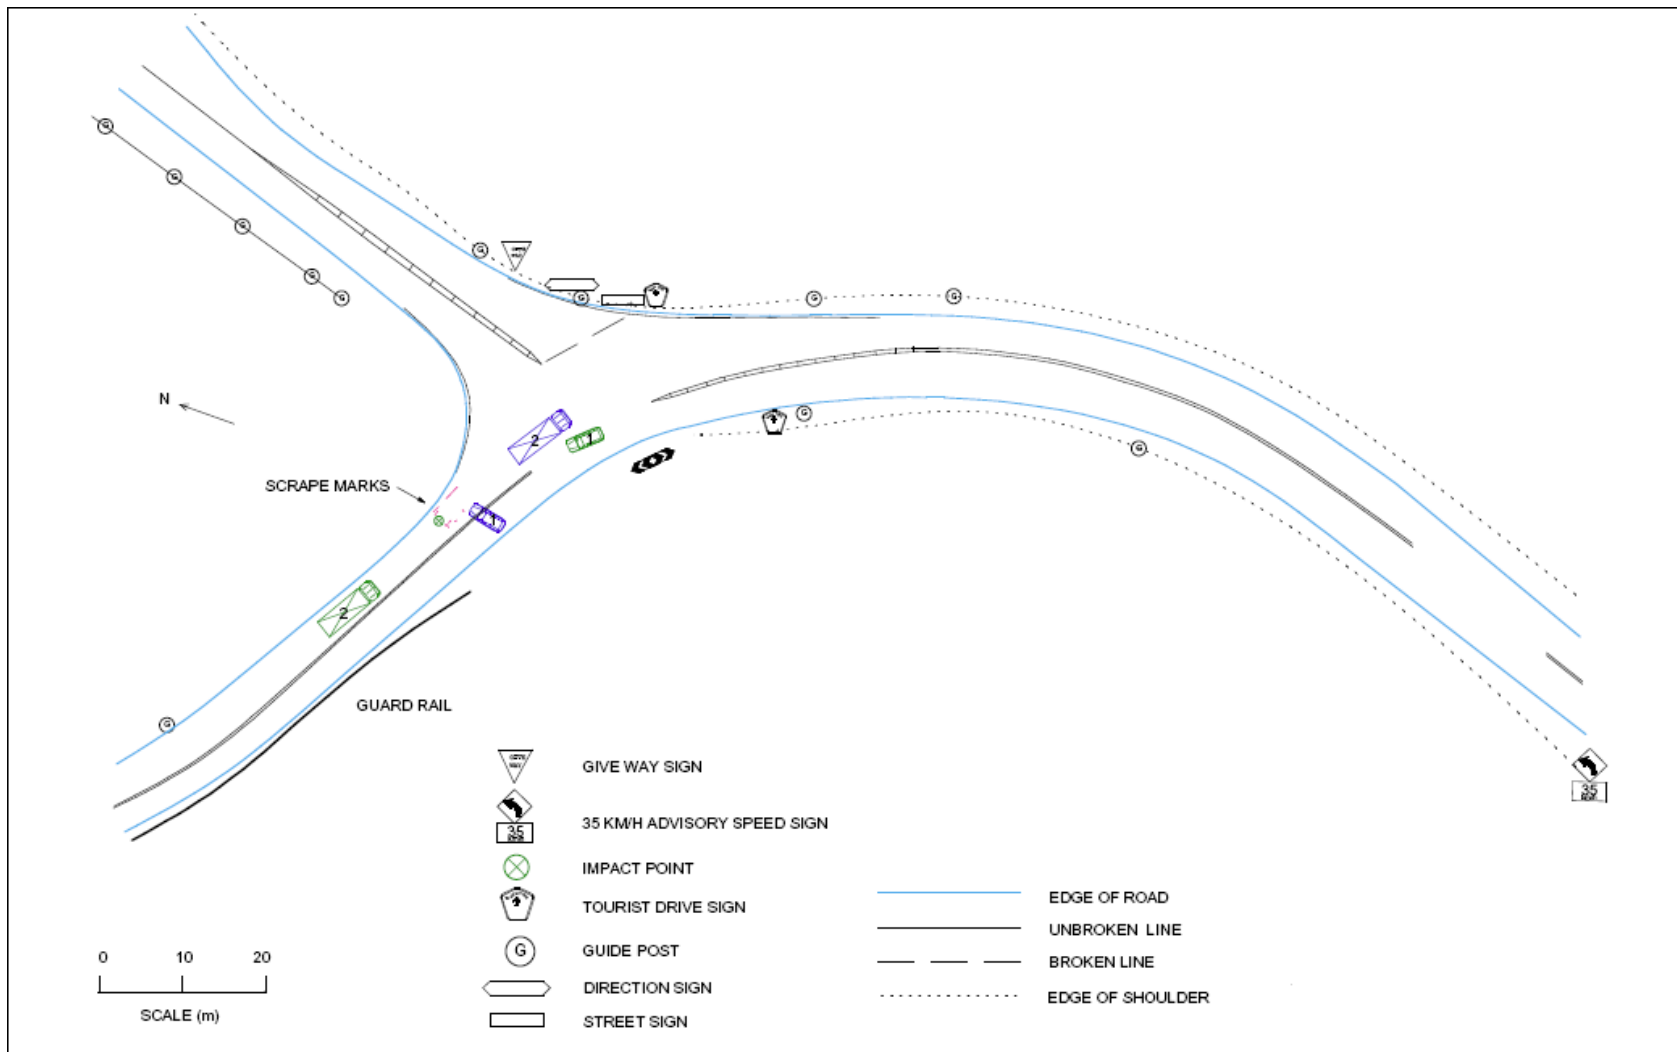 G
G
G
G
G
G
G
G
G
N
2
1
G
G
SCRAPE MARKS
1
2
GUARD RAIL
G
GIVE WAY SIGN
35
35
35 KM/H ADVISORY SPEED SIGN
IMPACT POINT
TOURIST DRIVE SIGN
EDGE OF ROAD
UNBROKEN LINE
G GUIDE POST
BROKEN LINE
0 10 20
DIRECTION SIGN
EDGE OF SHOULDER
SCALE (m)
STREET SIGN